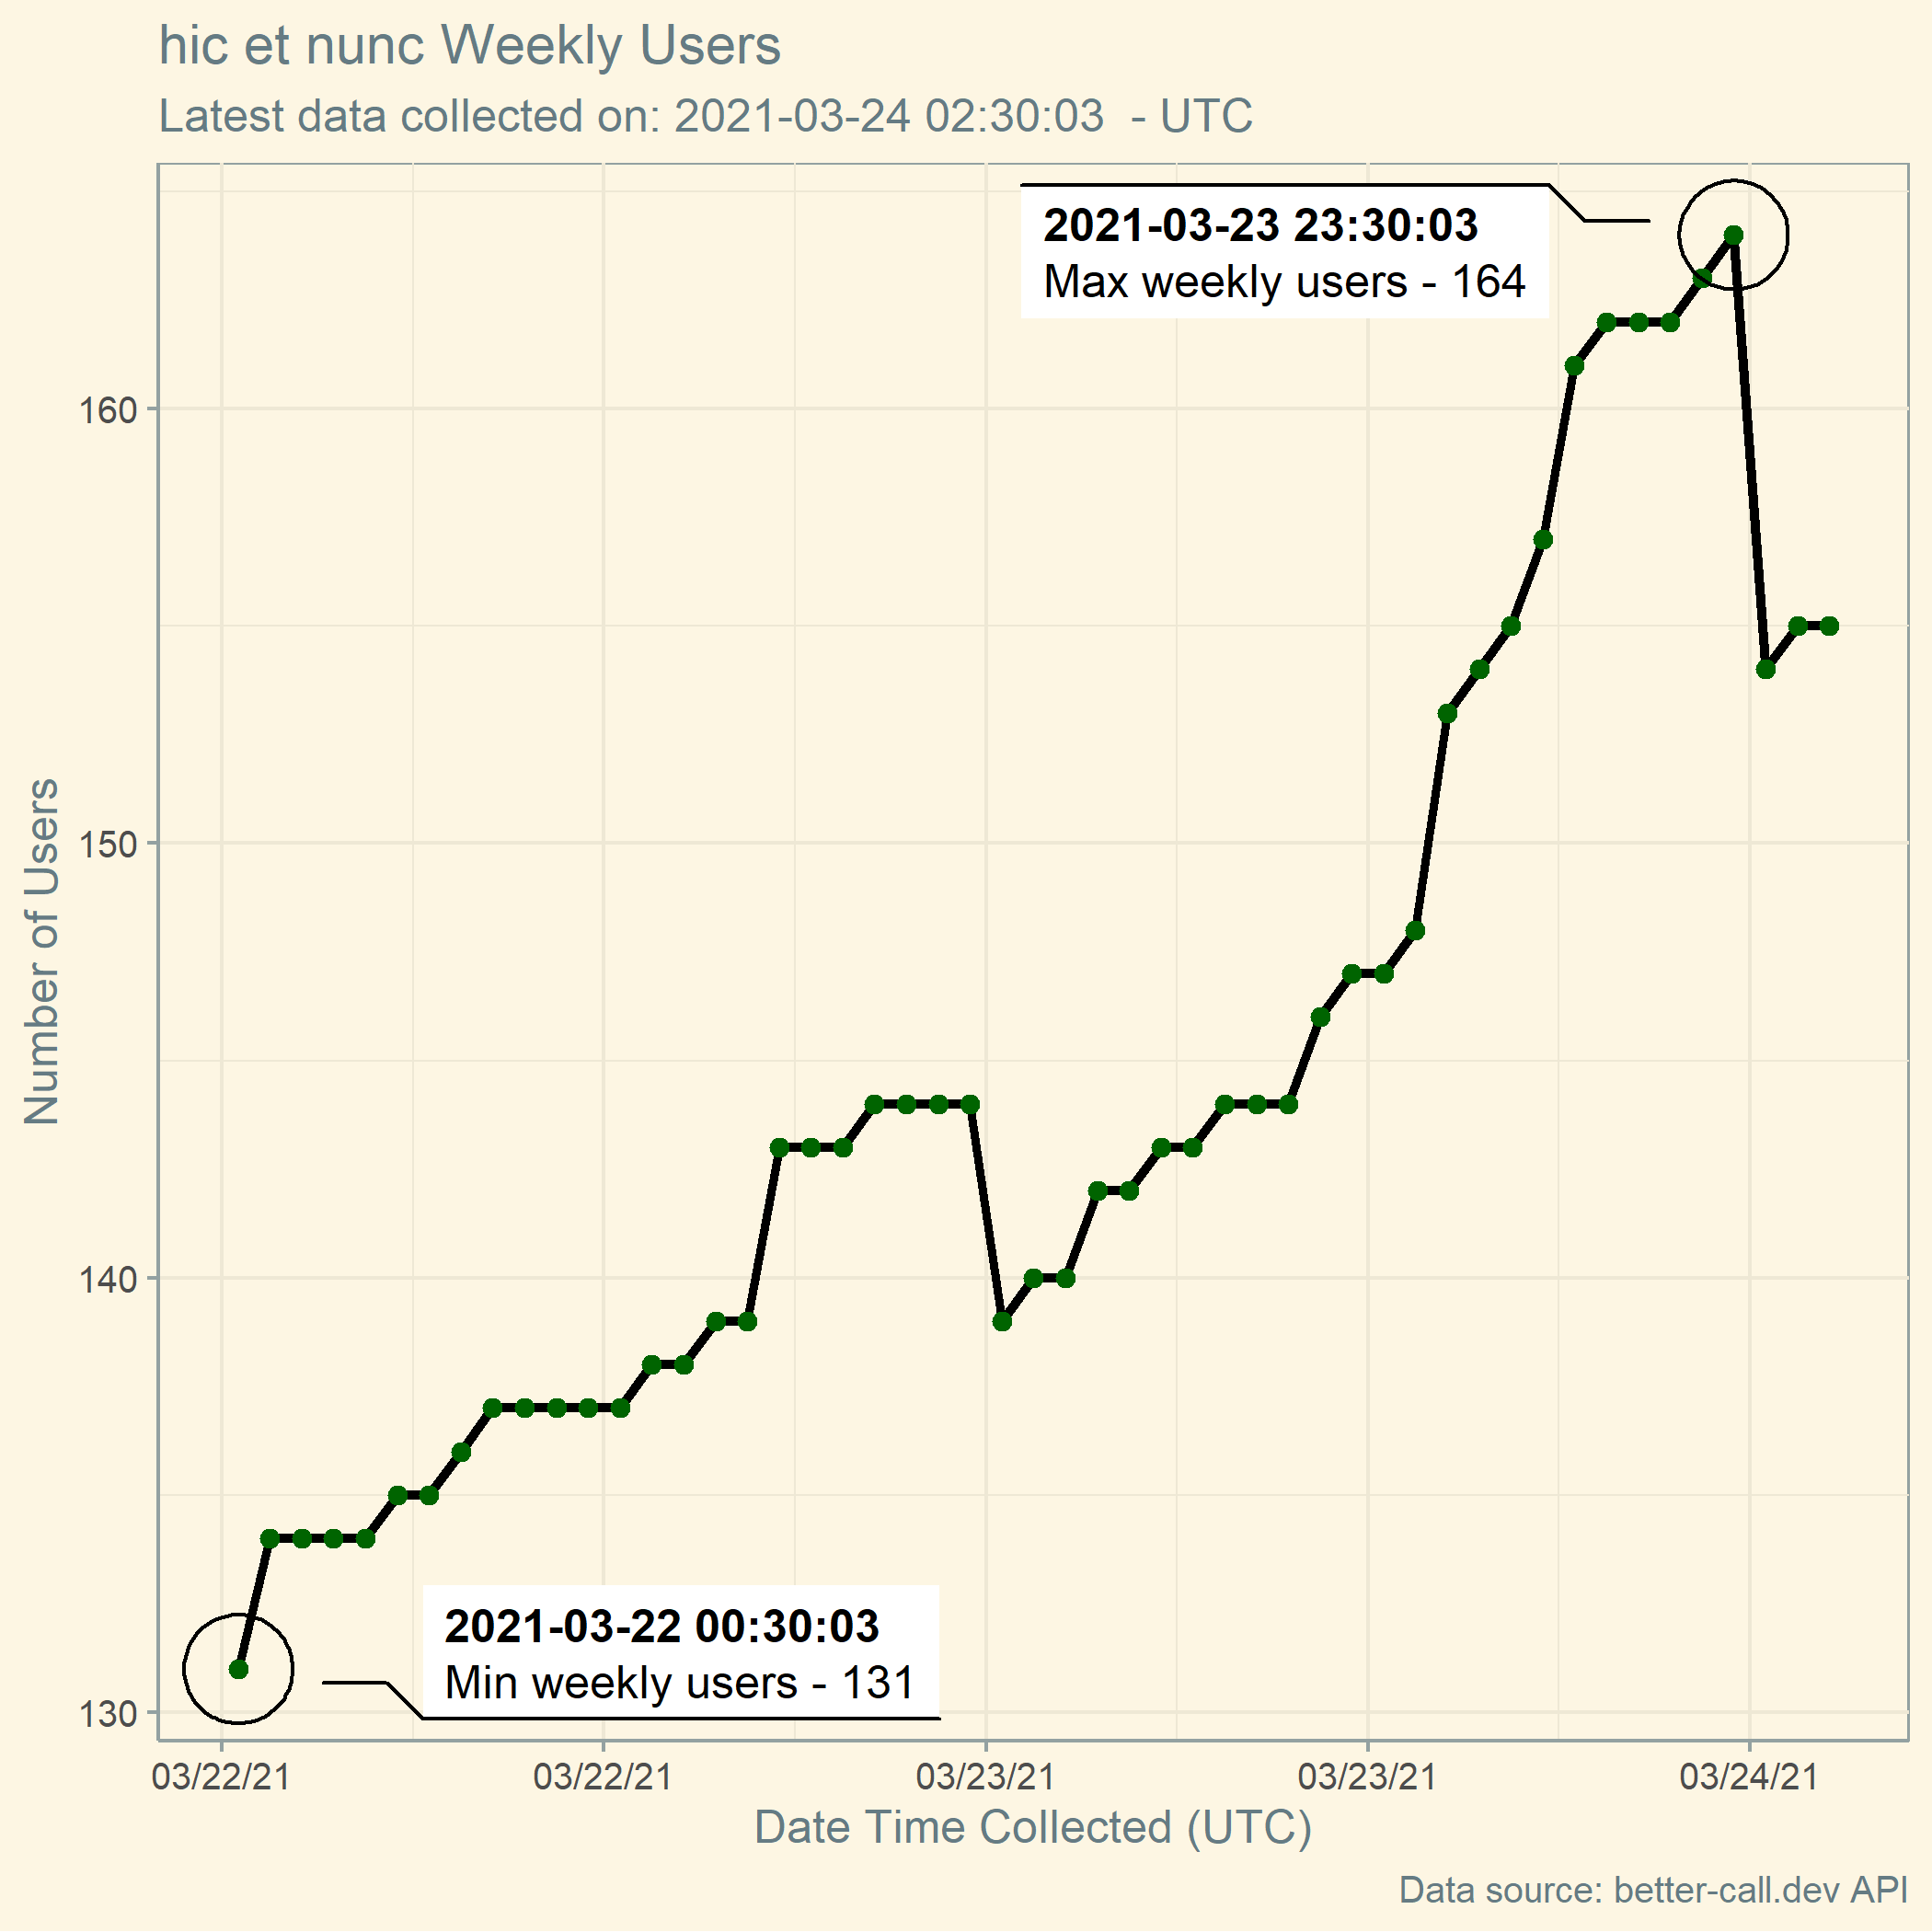 hic et nunc Weekly Users
Latest data collected on: 2021-03-24 02:30:03  - UTC
2021-03-23 23:30:03
Max weekly users - 164
160
150
140
130
Number of Users
2021-03-22 00:30:03
Min weekly users - 131
03/22/21 03/22/21 03/23/21 03/23/21 03/24/21
Date Time Collected (UTC)
Data source: better-call.dev API